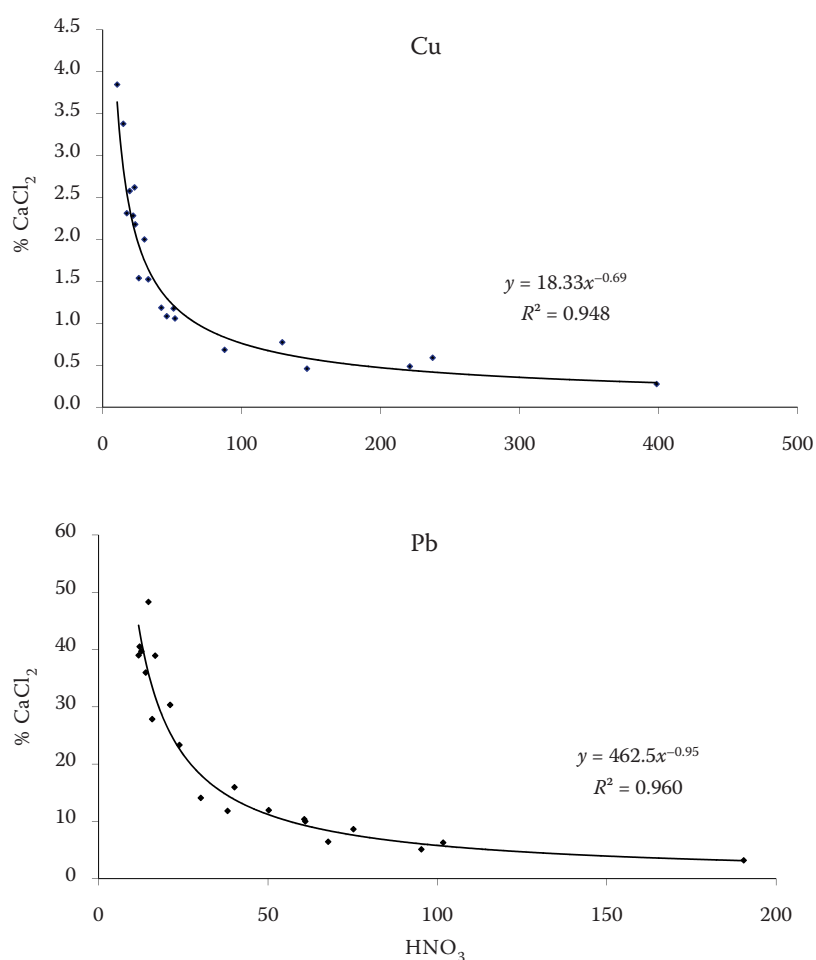 Cu
% CaCl₂
4.5
4.0
3.5
3.0
2.5
2.0
1.5
1.0
0.5
0.0
y = 18.33x⁻⁰·⁶⁹
R² = 0.948
0 100 200 300 400 500
Pb
% CaCl₂
60
50
40
30
20
10
0
y = 462.5x⁻⁰·⁹⁵
R² = 0.960
0 50 100 150 200
HNO₃